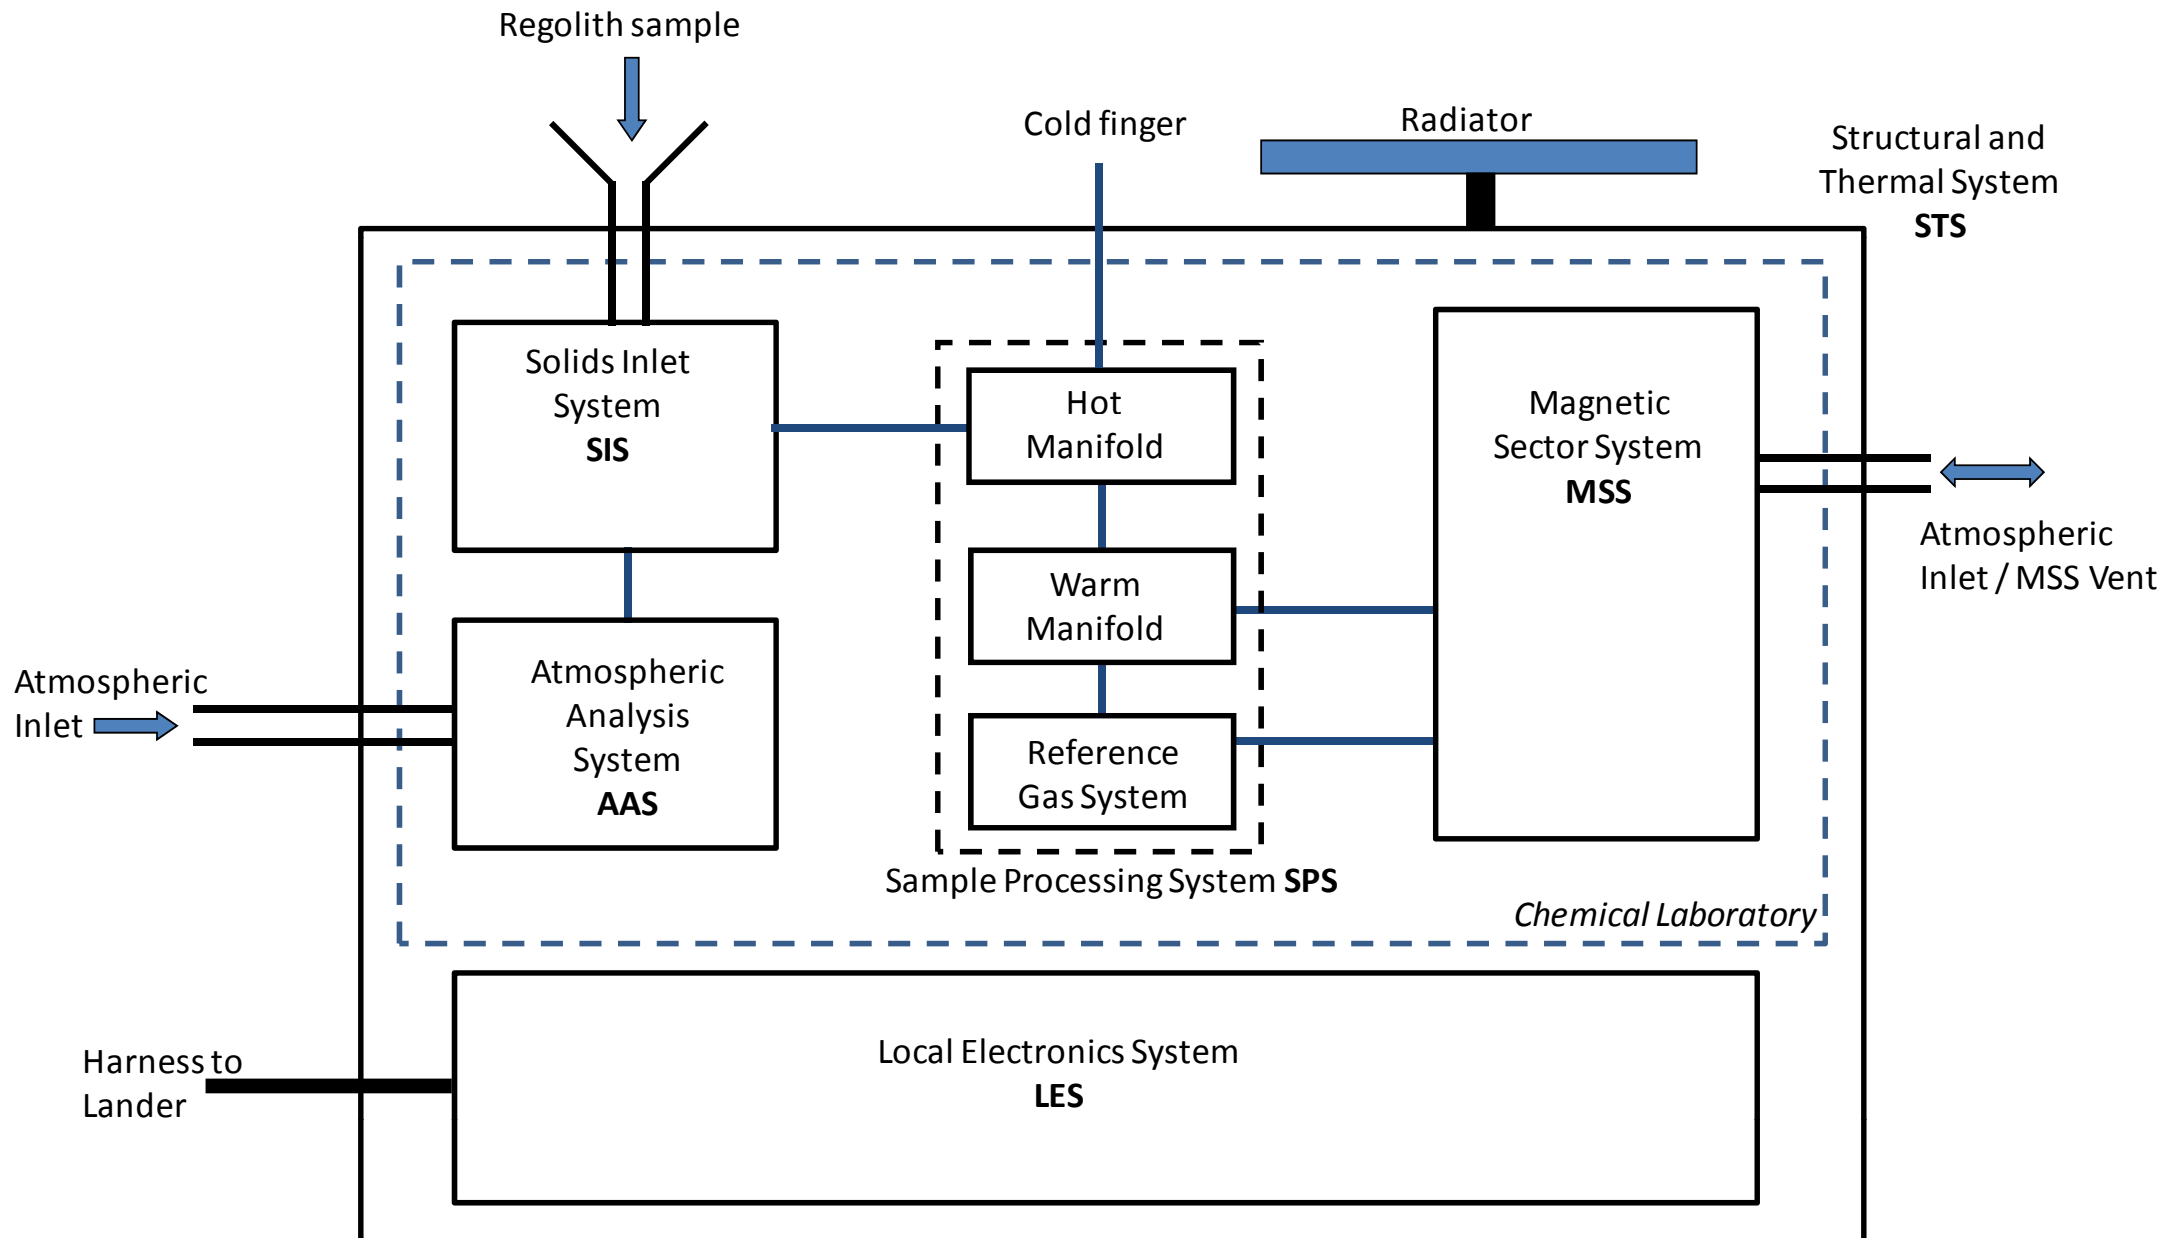 Regolith sample
Cold finger
Radiator
Structural and
Thermal System
STS
Solids Inlet
System
SIS
Hot
Manifold
Magnetic
Sector System
MSS
Atmospheric
Inlet / MSS Vent
Warm
Manifold
Atmospheric
Inlet
Atmospheric
Analysis
System
AAS
Reference
Gas System
Sample Processing System SPS
Chemical Laboratory
Harness to
Lander
Local Electronics System
LES